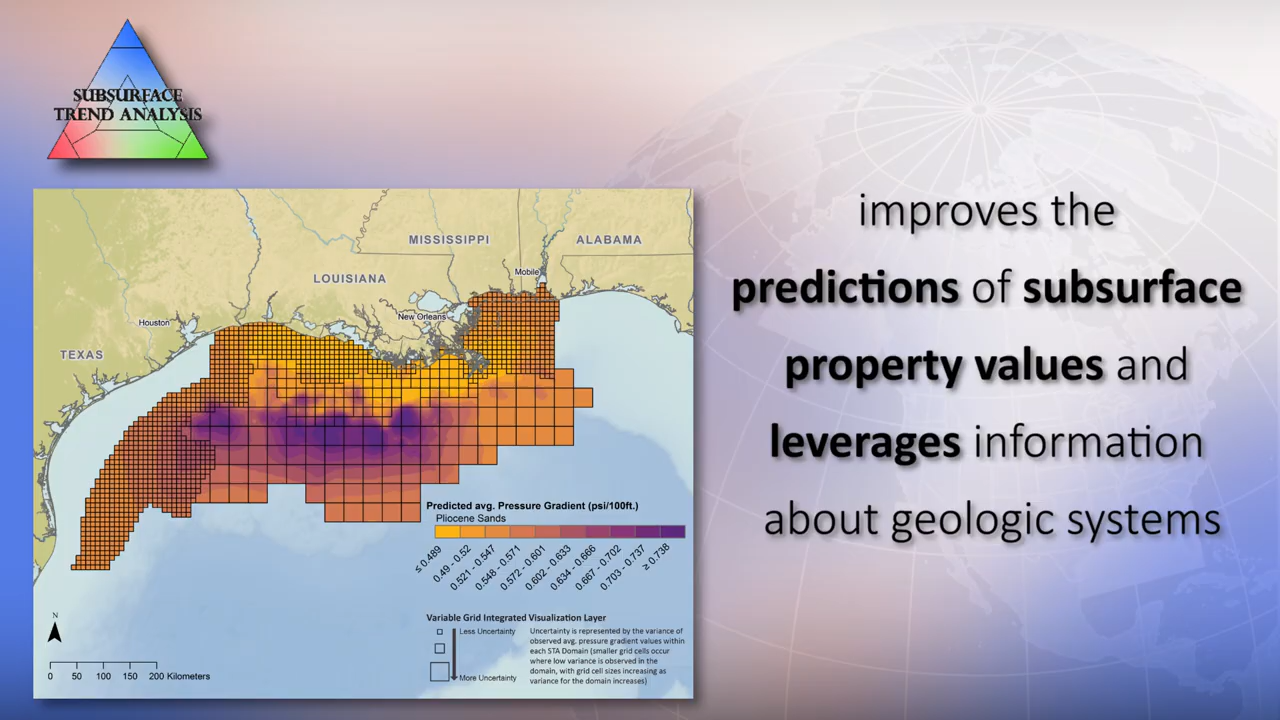 SUBSURFACE
TREND ANALYSIS
MISSISSIPPI
ALABAMA
LOUISIANA
Mobile
New Orleans
Houston
TEXAS
Predicted avg. Pressure Gradient (psi/100ft.)
Pliocene Sands
≤ 0.489
0.49 - 0.52
0.521 - 0.547
0.548 - 0.571
0.572 - 0.601
0.602 - 0.633
0.634 - 0.666
0.667 - 0.702
0.703 - 0.737
≥ 0.738
Variable Grid Integrated Visualization Layer
Less Uncertainty
More Uncertainty
Uncertainty is represented by the variance of
observed avg. pressure gradient values within
each STA Domain (smaller grid cells occur
where low variance is observed in the
domain, with grid cell sizes increasing as
variance for the domain increases)
N
0 50 100 150 200 Kilometers
improves the
predictions of subsurface
property values and
leverages information
about geologic systems